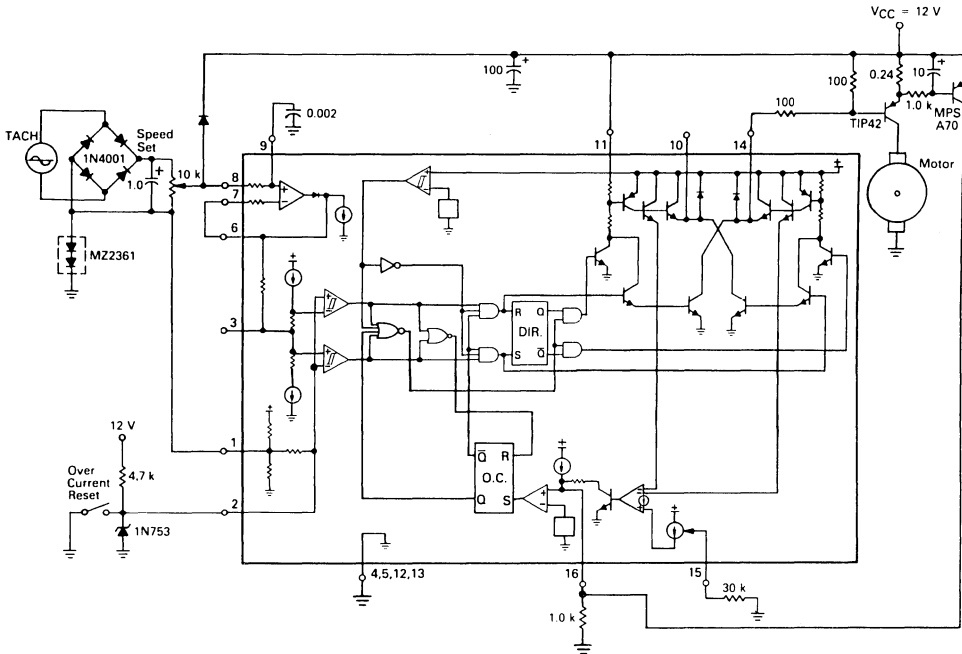 VCC = 12 V
0.24
10
+
100
+
100
100
1.0 k
MPS
A70
TIP42
Motor
TACH
Speed
Set
1N4001
10 k
1.0
+
0.002
9
11
10
14
8
7
6
MZ2361
3
R Q
DIR.
S Q̅
12 V
4,7 k
1
Over
Current
Reset
2
1N753
Q̅ R
O.C.
Q S
4,5,12,13
16
15
30 k
1.0 k